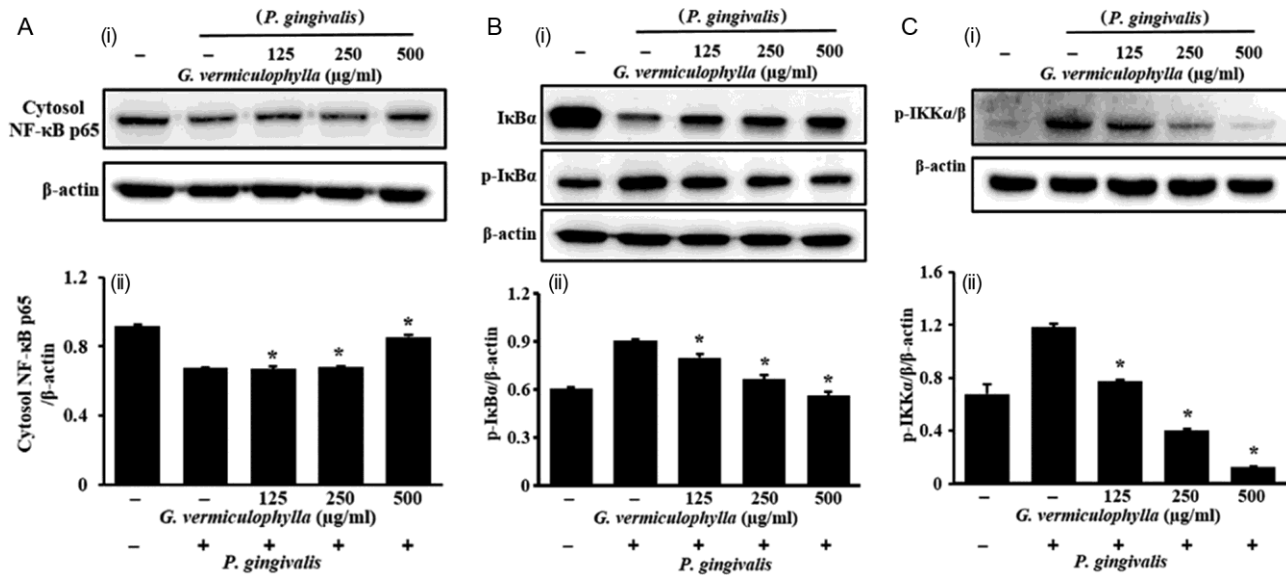 A
(i)
(P. gingivalis)
– – 125 250 500
G. vermiculophylla (μg/ml)
Cytosol
NF-κB p65
β-actin
(ii)
Cytosol NF-κB p65
/β-actin
1.2
0.8
0.4
0
* * *
– – 125 250 500
G. vermiculophylla (μg/ml)
– + + + +
P. gingivalis
B
(i)
(P. gingivalis)
– – 125 250 500
G. vermiculophylla (μg/ml)
IκBα
p-IκBα
β-actin
(ii)
p-IκBα/β-actin
1.2
0.9
0.6
0.3
0
* * *
– – 125 250 500
G. vermiculophylla (μg/ml)
– + + + +
P. gingivalis
C
(i)
(P. gingivalis)
– – 125 250 500
G. vermiculophylla (μg/ml)
p-IKKα/β
β-actin
(ii)
p-IKKα/β/β-actin
1.6
1.2
0.8
0.4
0
* * *
– – 125 250 500
G. vermiculophylla (μg/ml)
– + + + +
P. gingivalis